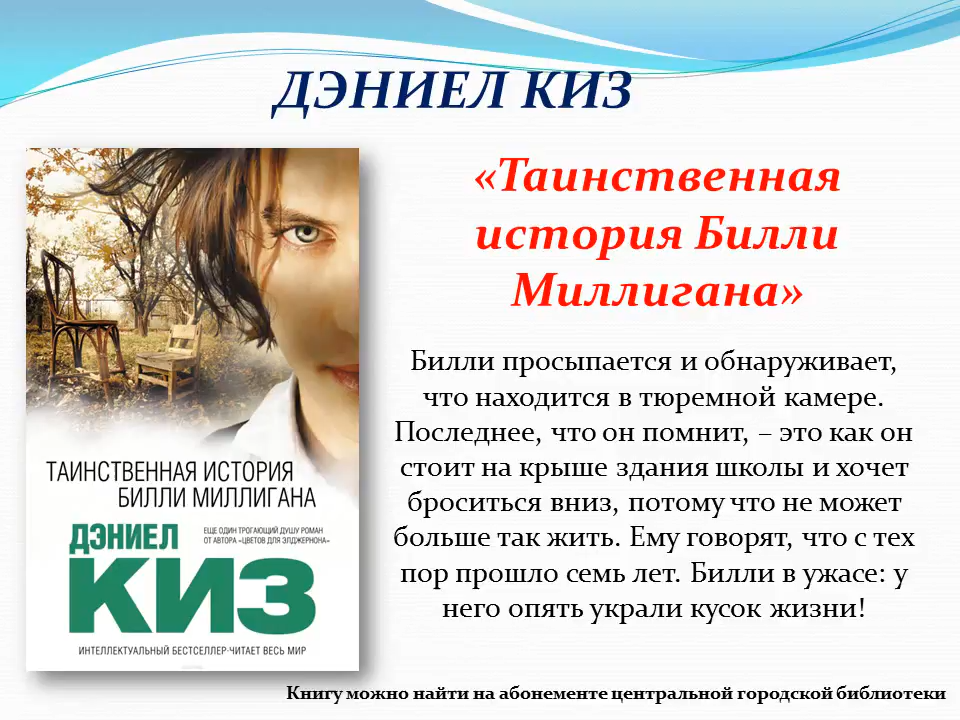 ДЭНИЕЛ КИЗ
«Таинственная
история Билли
Миллигана»
Билли просыпается и обнаруживает,
что находится в тюремной камере.
Последнее, что он помнит, – это как он
стоит на крыше здания школы и хочет
броситься вниз, потому что не может
больше так жить. Ему говорят, что с тех
пор прошло семь лет. Билли в ужасе: у
него опять украли кусок жизни!
ТАИНСТВЕННАЯ ИСТОРИЯ
БИЛЛИ МИЛЛИГАНА
ДЭНИЕЛ
ЕЩЕ ОДИН ТРОГАЮЩИЙ ДУШУ РОМАН
ОТ АВТОРА «ЦВЕТОВ ДЛЯ ЭЛДЖЕРНОНА»
КИЗ
ИНТЕЛЛЕКТУАЛЬНЫЙ БЕСТСЕЛЛЕР-ЧИТАЕТ ВЕСЬ МИР
Книгу можно найти на абонементе центральной городской библиотеки